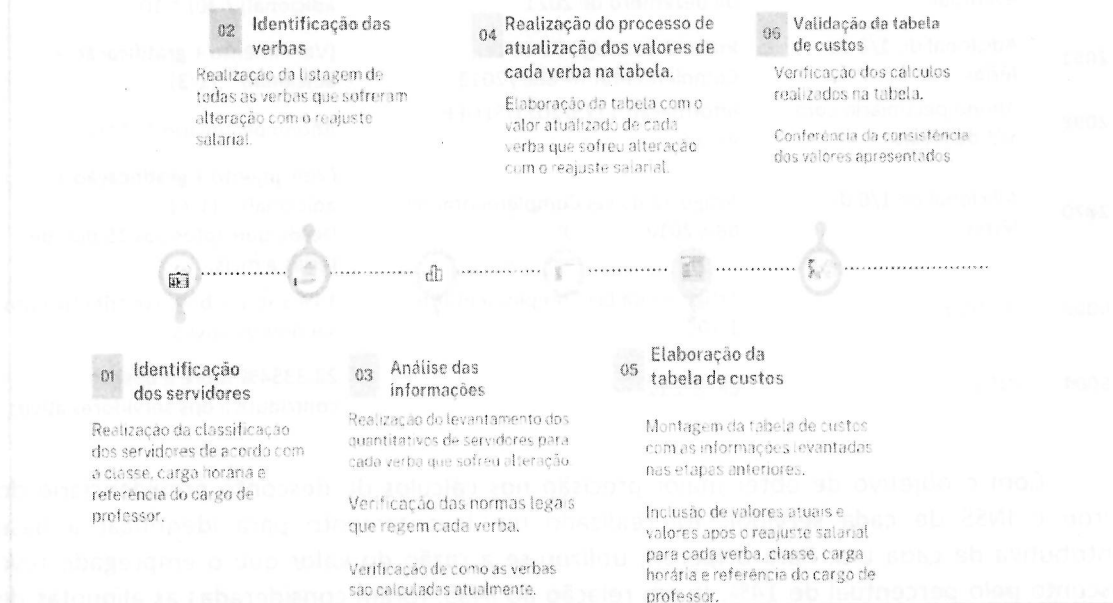 02 Identificação das
verbas
Realização da listagem de
todas as verbas que sofreram
alteração com o reajuste
salarial.
04 Realização do processo de
atualização dos valores de
cada verba na tabela.
Elaboração da tabela com o
valor atualizado de cada
verba que sofreu alteração
com o reajuste salarial.
06 Validação da tabela
de custos
Verificação dos calculos
realizados na tabela.
Conferência da consistência
dos valores apresentados
01 Identificação
dos servidores
Realização da classificação
dos servidores de acordo com
a classe, carga horaria e
referência do cargo de
professor.
03 Análise das
informações
Realização do levantamento dos
quantitativos de servidores para
cada verba que sofreu alteração
Verificação das normas legais
que regem cada verba.
Verificação de como as verbas
são calculadas atualmente.
05 Elaboração da
tabela de custos
Montagem da tabela de custos
com as informações levantadas
nas etapas anteriores.
Inclusão de valores atuais e
valores apos o reajuste salarial
para cada verba, classe, carga
horária e referência do cargo de
professor.